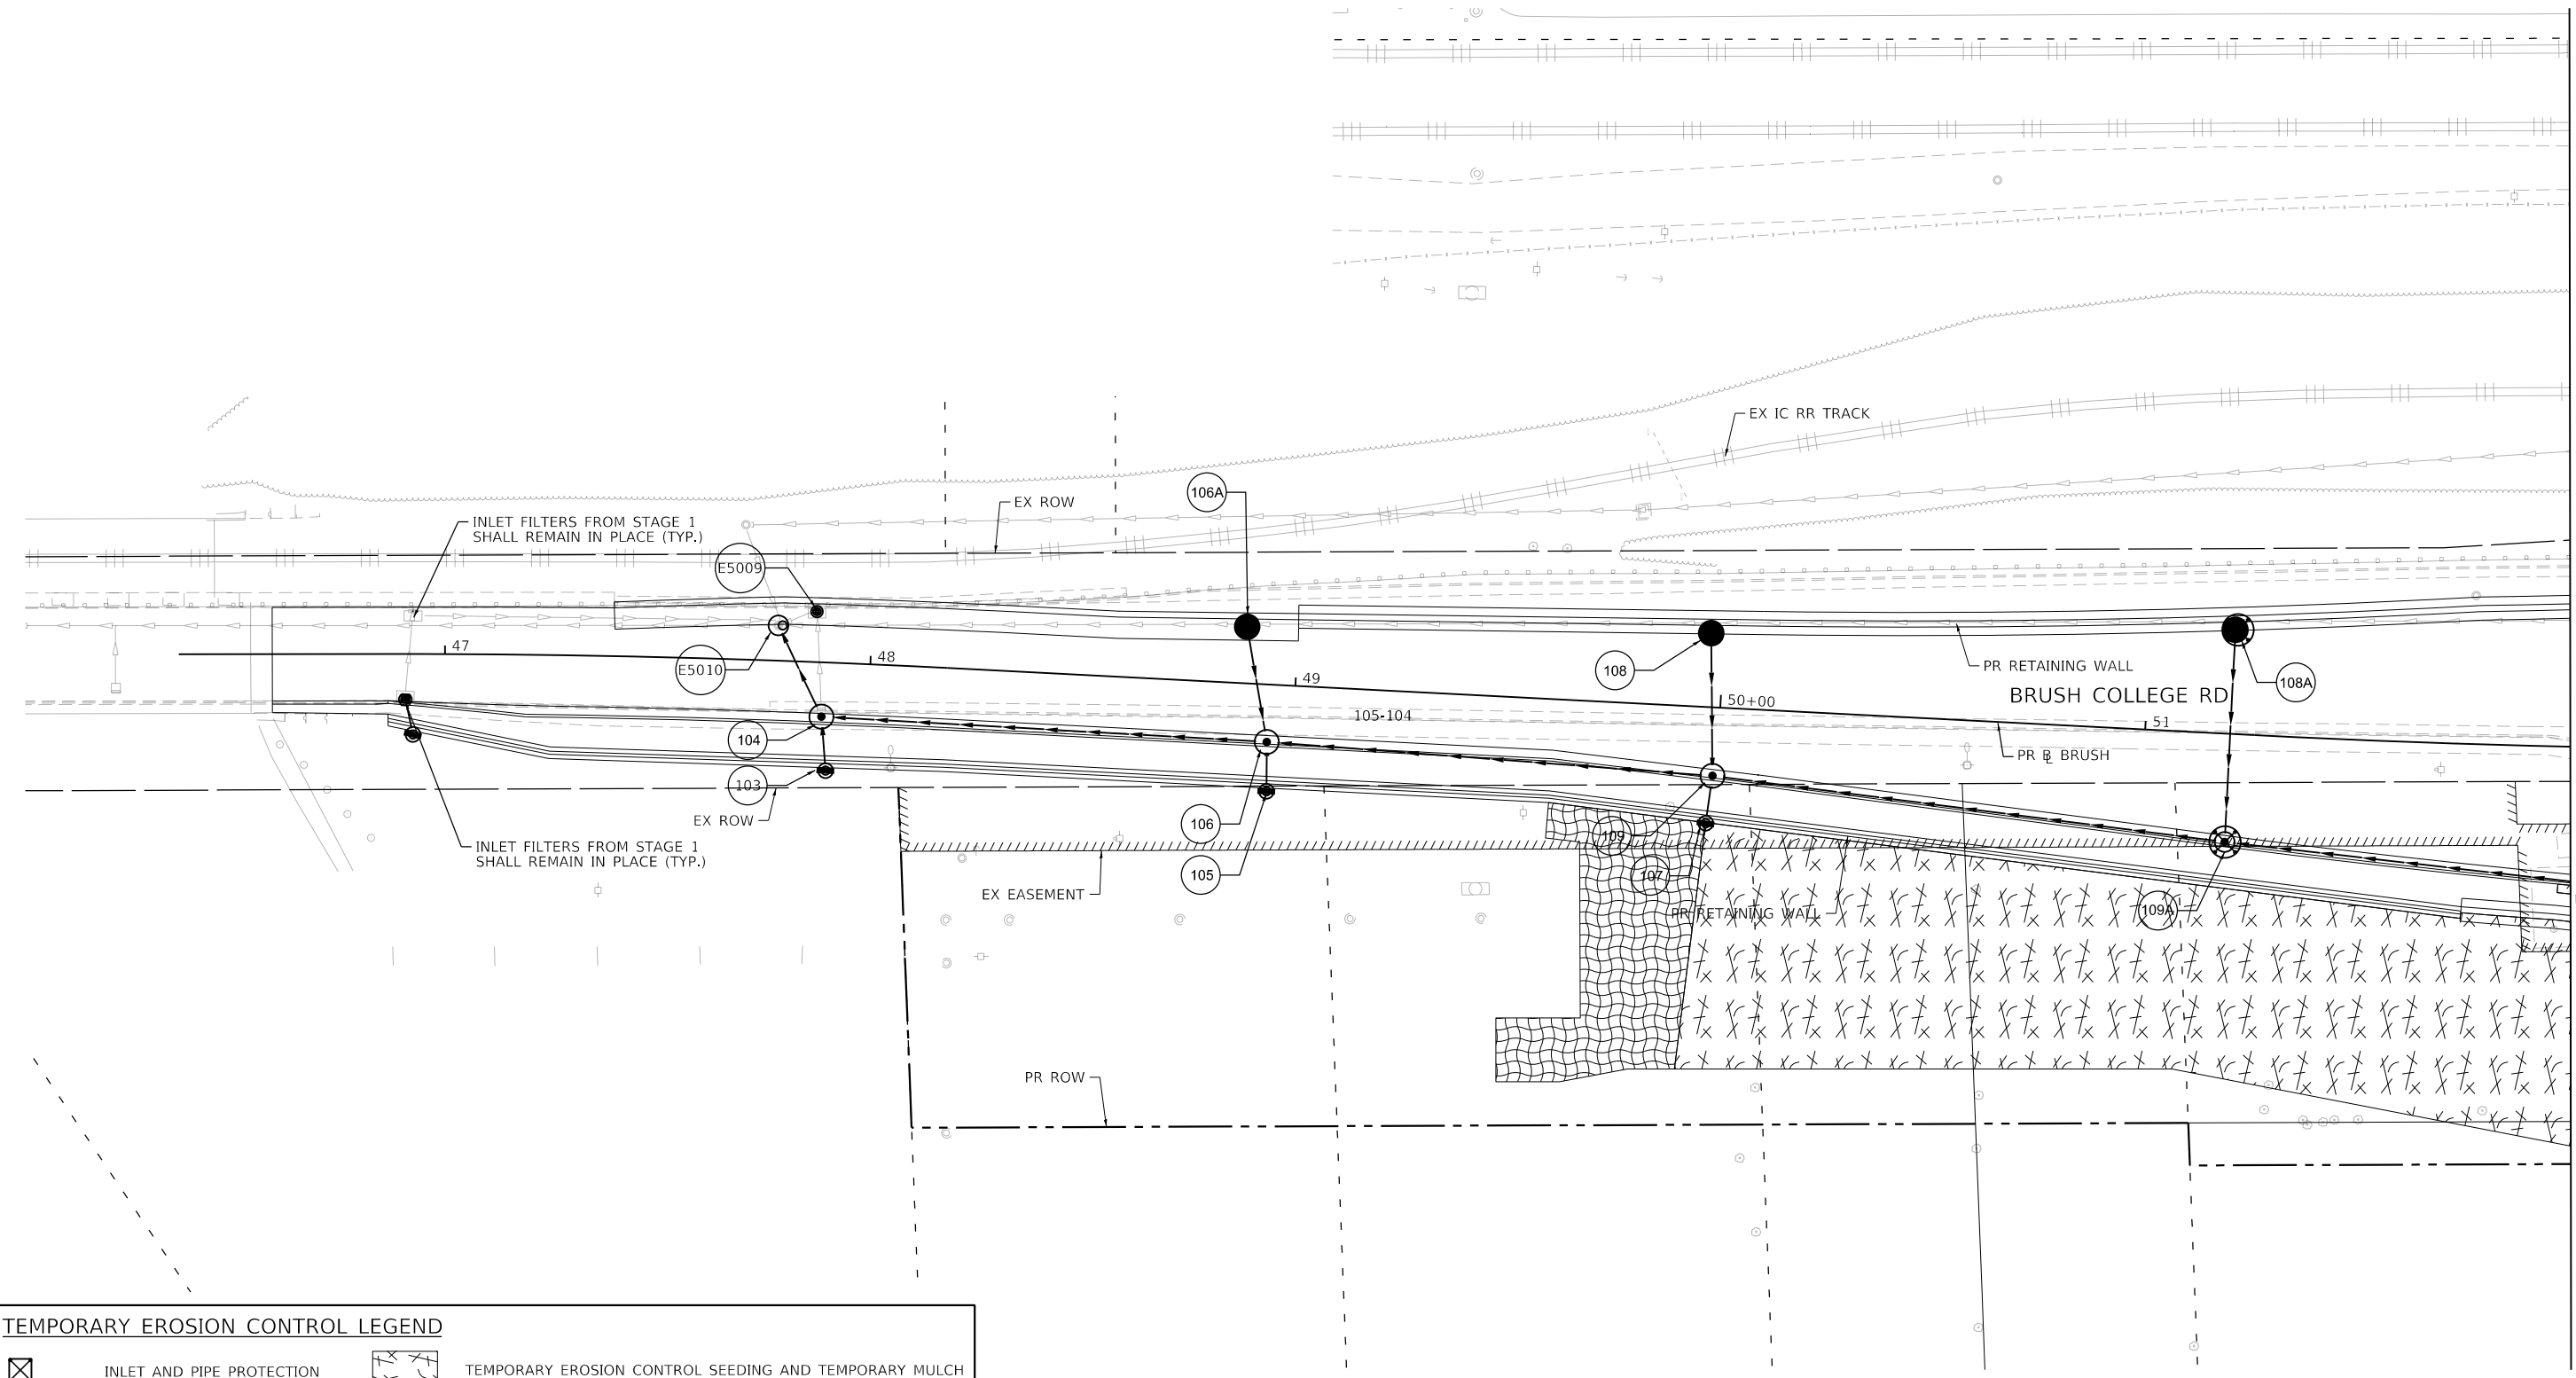 EX IC RR TRACK
106A
EX ROW
INLET FILTERS FROM STAGE 1
SHALL REMAIN IN PLACE (TYP.)
E5009
47
48
E5010
49
108
PR RETAINING WALL
108A
BRUSH COLLEGE RD
50+00
105-104
51
104
PR BL BRUSH
103
EX ROW
106
109
INLET FILTERS FROM STAGE 1
SHALL REMAIN IN PLACE (TYP.)
105
107
EX EASEMENT
PR RETAINING WALL
109A
PR ROW
TEMPORARY EROSION CONTROL LEGEND
INLET AND PIPE PROTECTION
TEMPORARY EROSION CONTROL SEEDING AND TEMPORARY MULCH